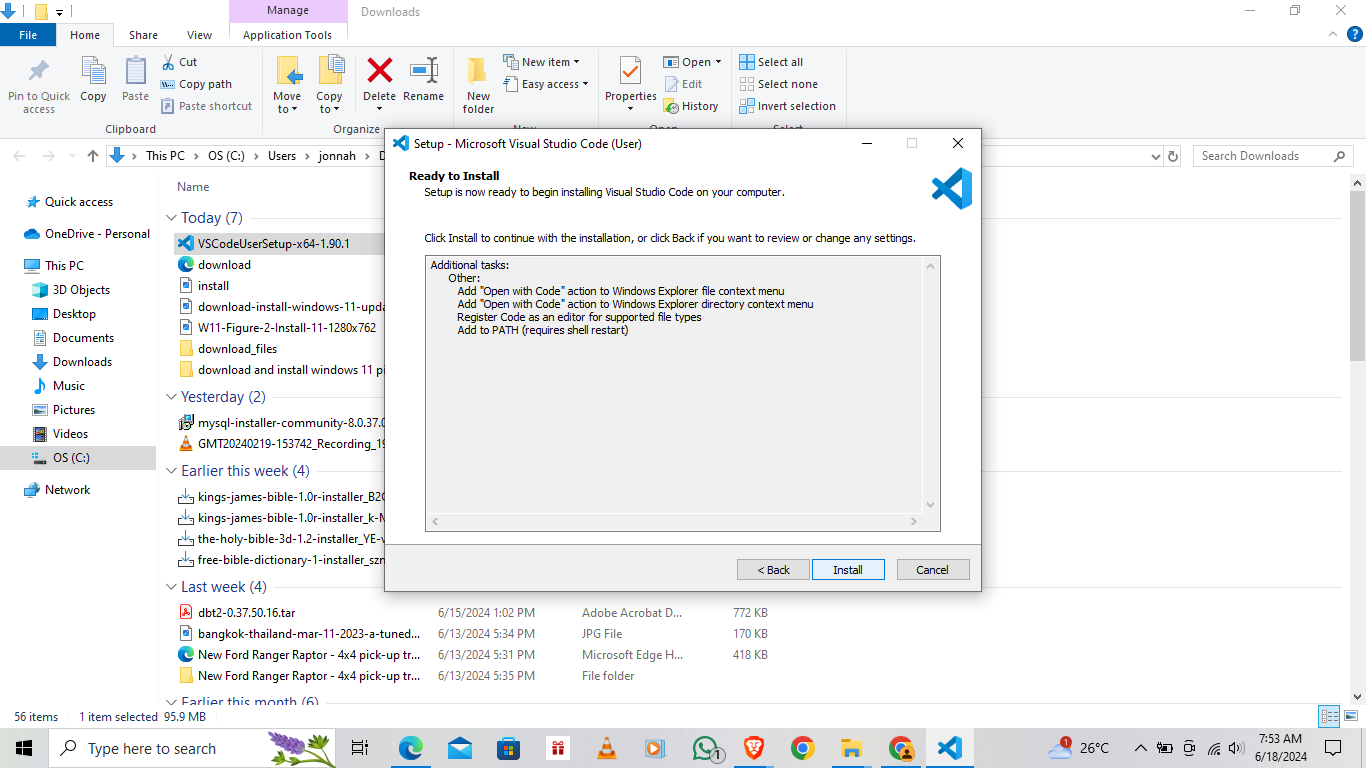 Manage
Downloads
File
Home
Share
View
Application Tools
Pin to Quick access
Copy
Paste
Cut
Copy path
Paste shortcut
Clipboard
Move to
Copy to
Delete
Rename
Organize
New folder
New item
Easy access
New
Properties
Open
Edit
History
Open
Select all
Select none
Invert selection
Select
This PC
OS (C:)
Users
jonnah
Search Downloads
Name
Quick access
OneDrive - Personal
This PC
3D Objects
Desktop
Documents
Downloads
Music
Pictures
Videos
OS (C:)
Network
Today (7)
VSCodeUserSetup-x64-1.90.1
download
install
download-install-windows-11-upda
W11-Figure-2-Install-11-1280x762
download_files
download and install windows 11 pi
Yesterday (2)
mysql-installer-community-8.0.37.0
GMT20240219-153742_Recording_19
Earlier this week (4)
kings-james-bible-1.0r-installer_B2C
kings-james-bible-1.0r-installer_k-N
the-holy-bible-3d-1.2-installer_YE-v
free-bible-dictionary-1-installer_szn
Last week (4)
dbt2-0.37.50.16.tar 6/15/2024 1:02 PM Adobe Acrobat D... 772 KB
bangkok-thailand-mar-11-2023-a-tuned... 6/13/2024 5:34 PM JPG File 170 KB
New Ford Ranger Raptor - 4x4 pick-up tr... 6/13/2024 5:31 PM Microsoft Edge H... 418 KB
New Ford Ranger Raptor - 4x4 pick-up tr... 6/13/2024 5:35 PM File folder
Earlier this month (6)
Setup - Microsoft Visual Studio Code (User)
Ready to Install
Setup is now ready to begin installing Visual Studio Code on your computer.
Click Install to continue with the installation, or click Back if you want to review or change any settings.
Additional tasks:
Other:
Add "Open with Code" action to Windows Explorer file context menu
Add "Open with Code" action to Windows Explorer directory context menu
Register Code as an editor for supported file types
Add to PATH (requires shell restart)
< Back
Install
Cancel
56 items 1 item selected 95.9 MB
Type here to search
1
1
26°C
7:53 AM
6/18/2024